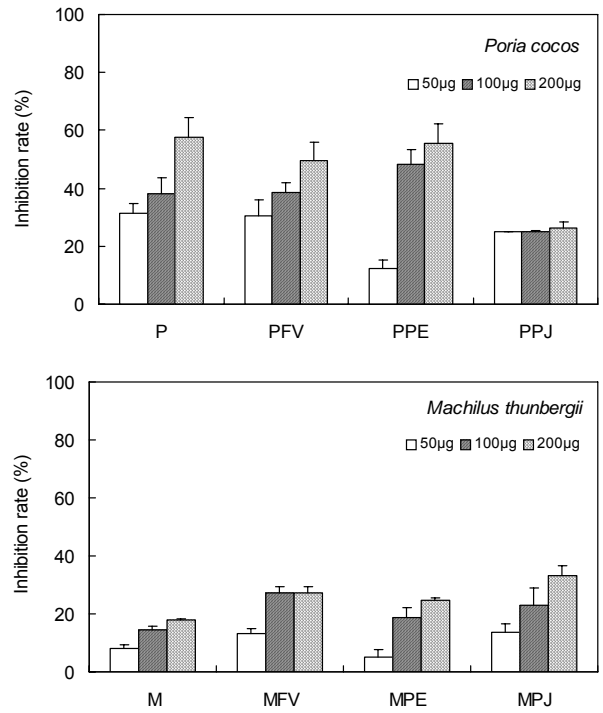 100
Poria cocos
80
50µg 100µg 200µg
60
40
20
0
Inhibition rate (%)
P PFV PPE PPJ
100
Machilus thunbergii
80
50µg 100µg 200µg
60
40
20
0
Inhibition rate (%)
M MFV MPE MPJ